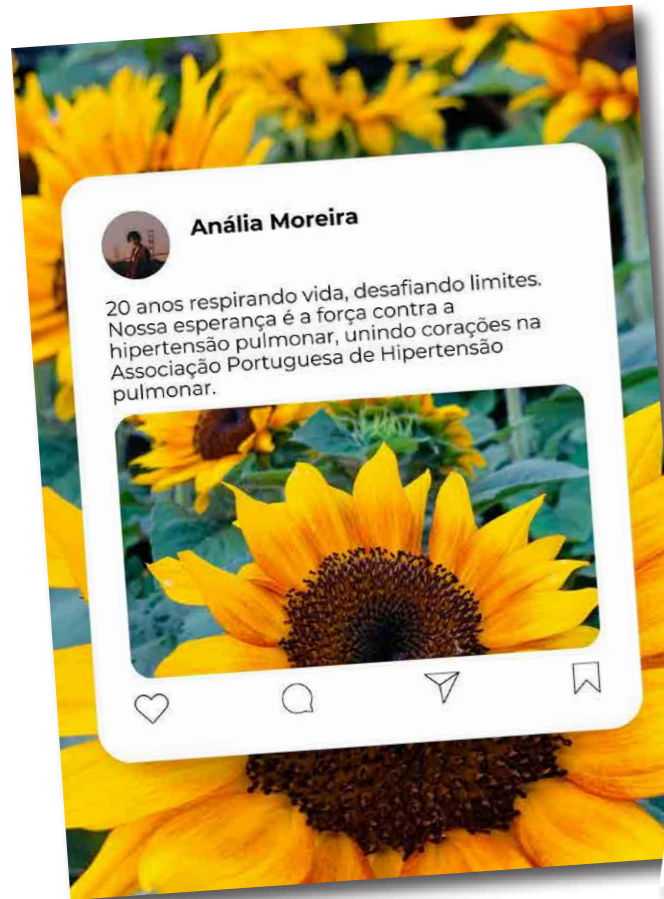 Anália Moreira
20 anos respirando vida, desafiando limites.
Nossa esperança é a força contra a
hipertensão pulmonar, unindo corações na
Associação Portuguesa de Hipertensão
pulmonar.